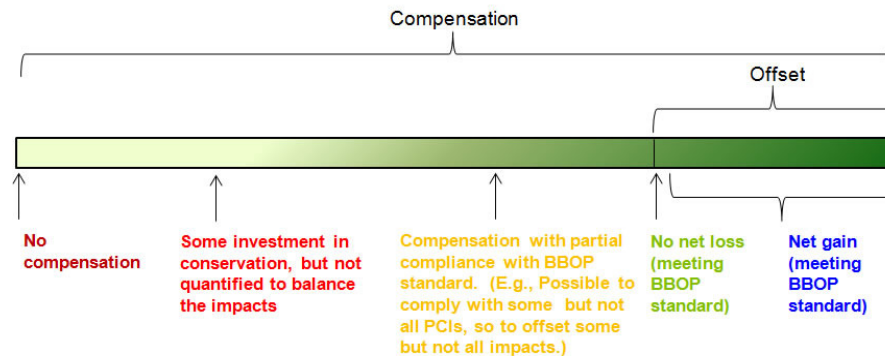 Compensation
Offset
No
compensation
Some investment in
conservation, but not
quantified to balance
the impacts
Compensation with partial
compliance with BBOP
standard. (E.g., Possible to
comply with some but not
all PCIs, so to offset some
but not all impacts.)
No net loss
(meeting
BBOP
standard)
Net gain
(meeting
BBOP
standard)